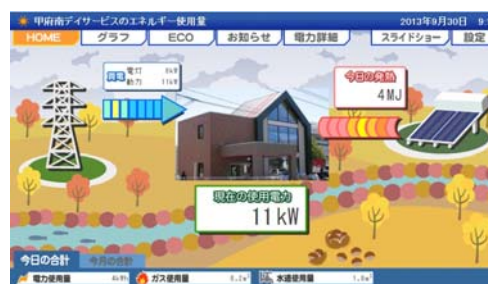 甲府南デイサービスのエネルギー使用量 2013年9月30日
HOME グラフ ECO お知らせ 電力詳細 スライドショー 設定
買電 電灯 0kW
動力 11kW
今日の発熱
4MJ
現在の使用電力
11kW
今日の合計 今月の合計
電力使用量 ガス使用量 水道使用量